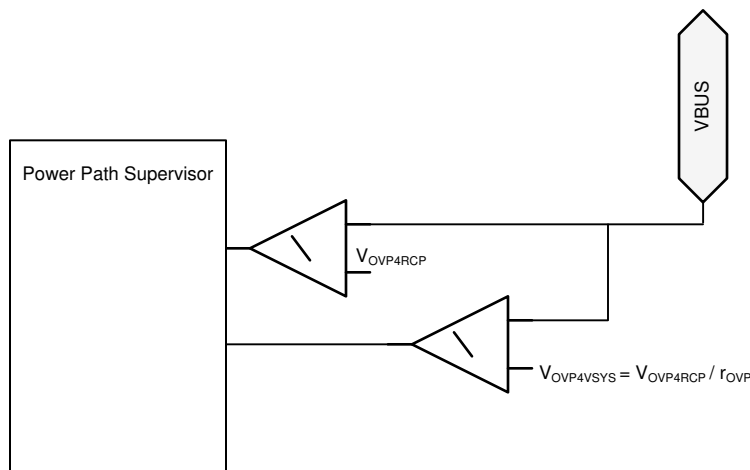 VBUS
Power Path Supervisor
VOVP4RCP
VOVP4VSYS = VOVP4RCP / rOVP